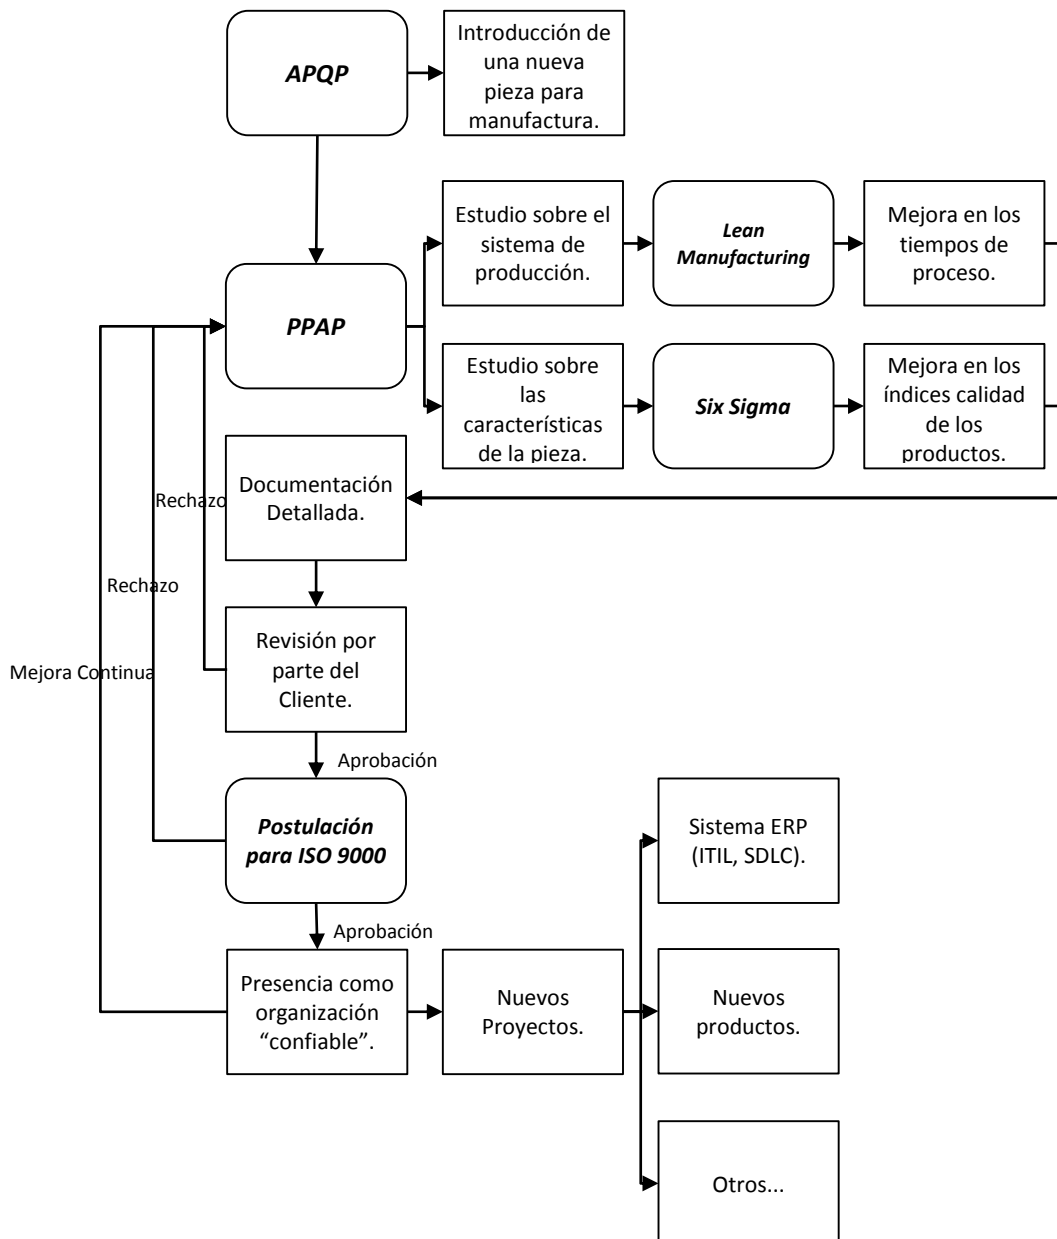 APQP
Introducción de
una nueva
pieza para
manufactura.
Estudio sobre el
sistema de
producción.
Lean
Manufacturing
Mejora en los
tiempos de
proceso.
PPAP
Estudio sobre
las
características
de la pieza.
Six Sigma
Mejora en los
índices calidad
de los
productos.
Documentación
Detallada.
Rechazo
Rechazo
Revisión por
parte del
Cliente.
Mejora Continua
Aprobación
Postulación
para ISO 9000
Sistema ERP
(ITIL, SDLC).
Aprobación
Presencia como
organización
“confiable”.
Nuevos
Proyectos.
Nuevos
productos.
Otros...